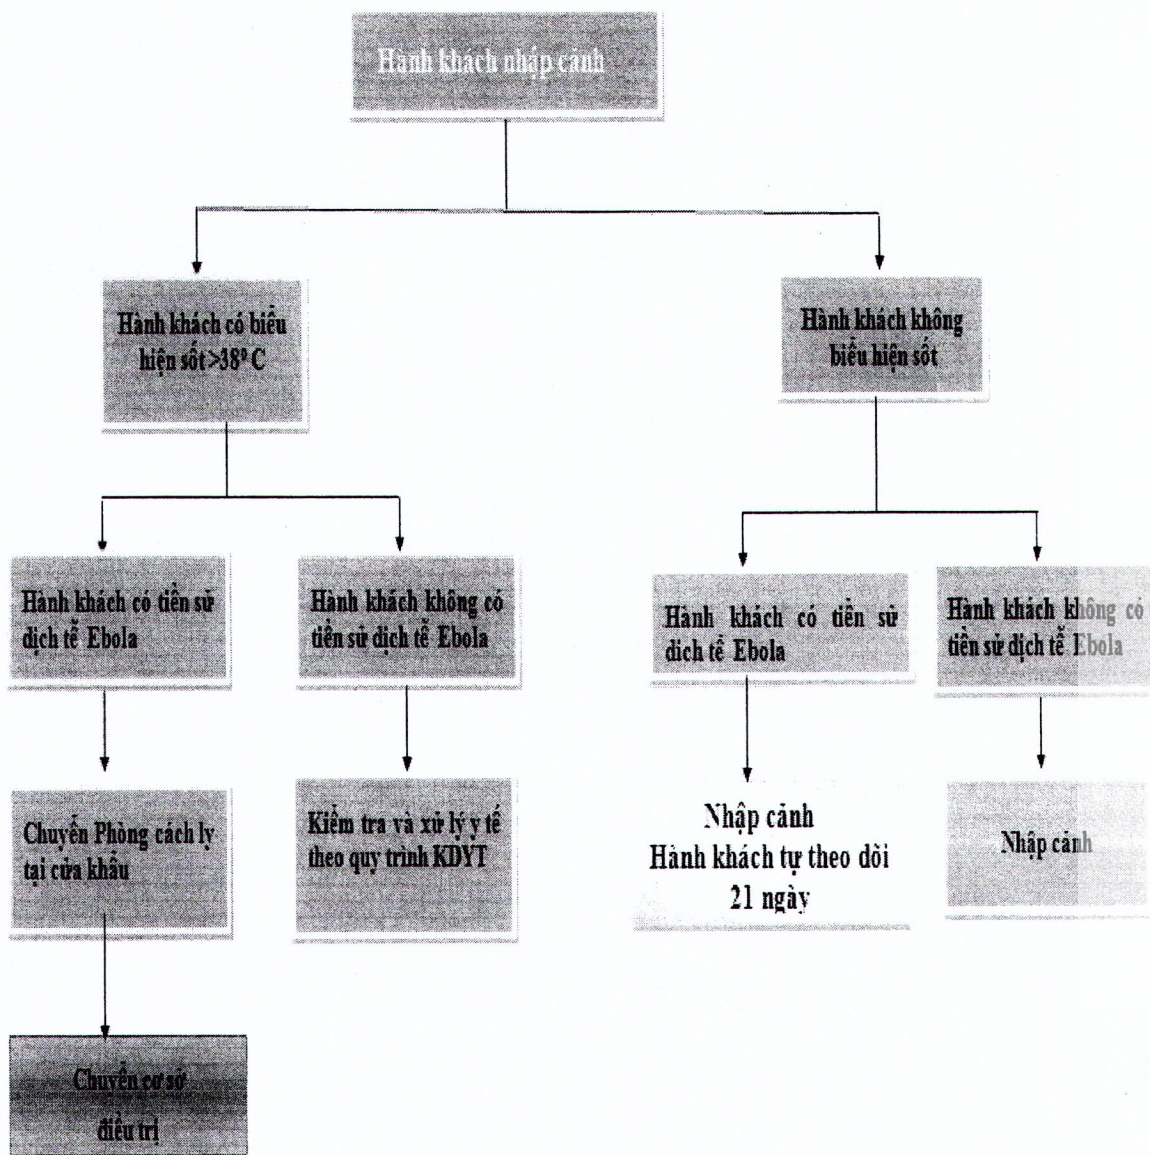 Hành khách nhập cảnh
Hành khách có biểu
hiện sốt >38⁰ C
Hành khách không
biểu hiện sốt
Hành khách có tiền sử
dịch tễ Ebola
Hành khách không có
tiền sử dịch tễ Ebola
Hành khách có tiền sử
dich tễ Ebola
Hành khách không có
tiền sử dịch tễ Ebola
Chuyển Phòng cách ly
tại cửa khẩu
Kiểm tra và xử lý y tế
theo quy trình KDYT
Nhập cảnh
Hành khách tự theo dõi
21 ngày
Nhập cảnh
Chuyển cơ sở
điều trị